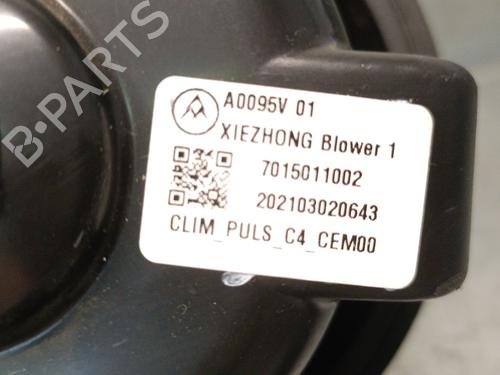 B-PARTS
A0095V 01
XIEZHONG Blower 1
7015011002
202103020643
CLIM_PULS_C4_CEM00